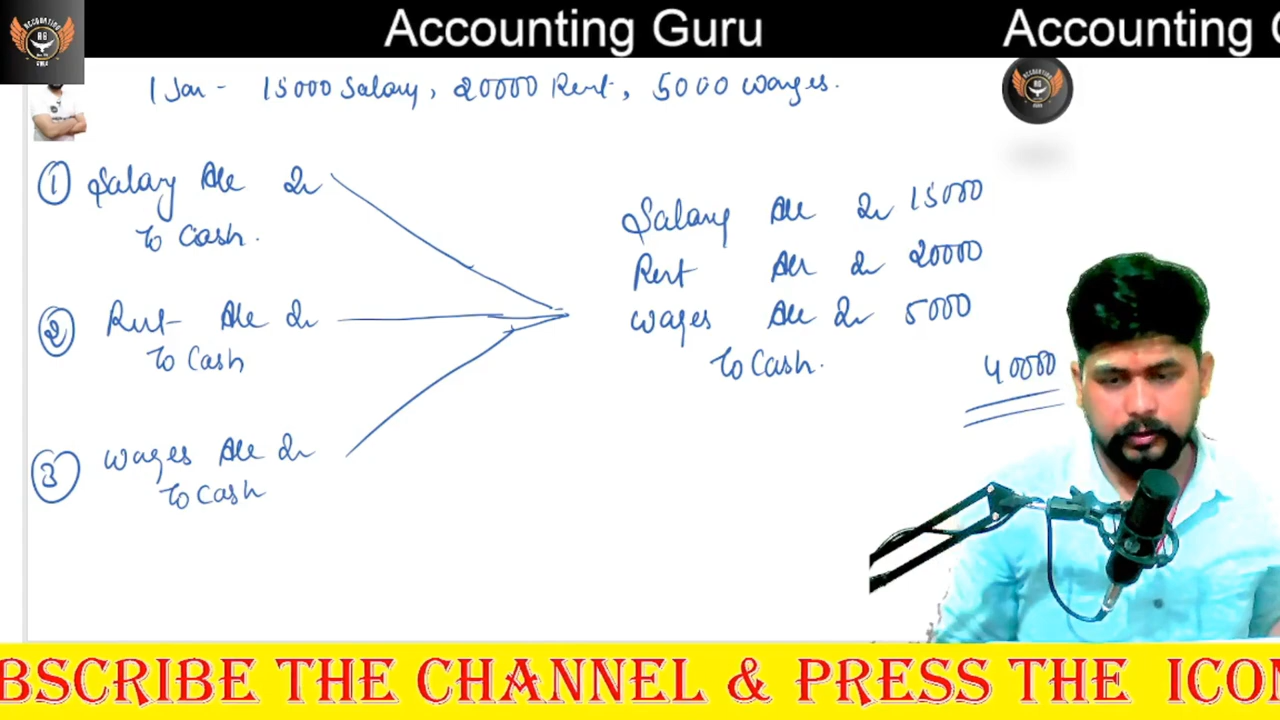 Accounting Guru
Accounting G
1 Jan - 15000 Salary, 20000 Rent, 5000 wages.
① Salary A/c Dr
To Cash.
② Rent A/c Dr
To Cash
③ wages A/c Dr
To Cash
Salary A/c Dr 15000
Rent A/c Dr 20000
wages A/c Dr 5000
To Cash.
40000
BSCRIBE THE CHANNEL & PRESS THE ICON